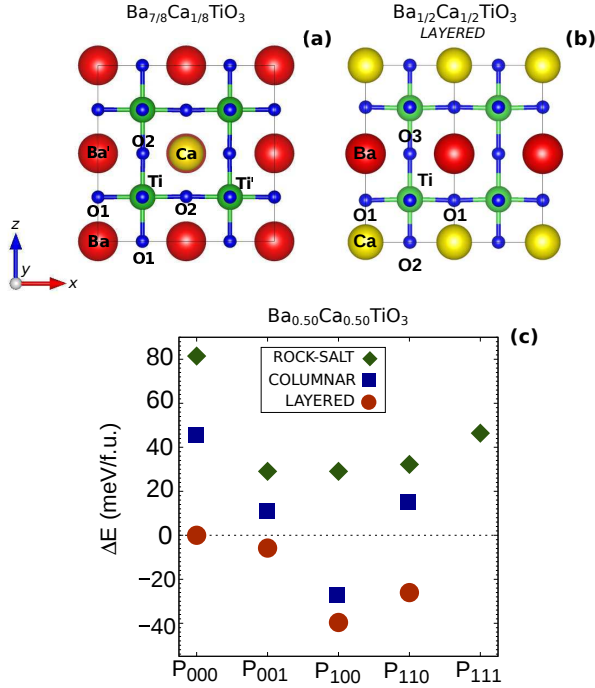 Ba7/8Ca1/8TiO3
(a)
O2
Ba'
Ca
Ti
Ti'
O1
O2
Ba
O1
z
y
x
Ba1/2Ca1/2TiO3
LAYERED
(b)
O3
Ba
Ti
O1
O1
Ca
O2
Ba0.50Ca0.50TiO3
(c)
ROCK-SALT
COLUMNAR
LAYERED
ΔE (meV/f.u.)
80
60
40
20
0
−20
−40
P000
P001
P100
P110
P111